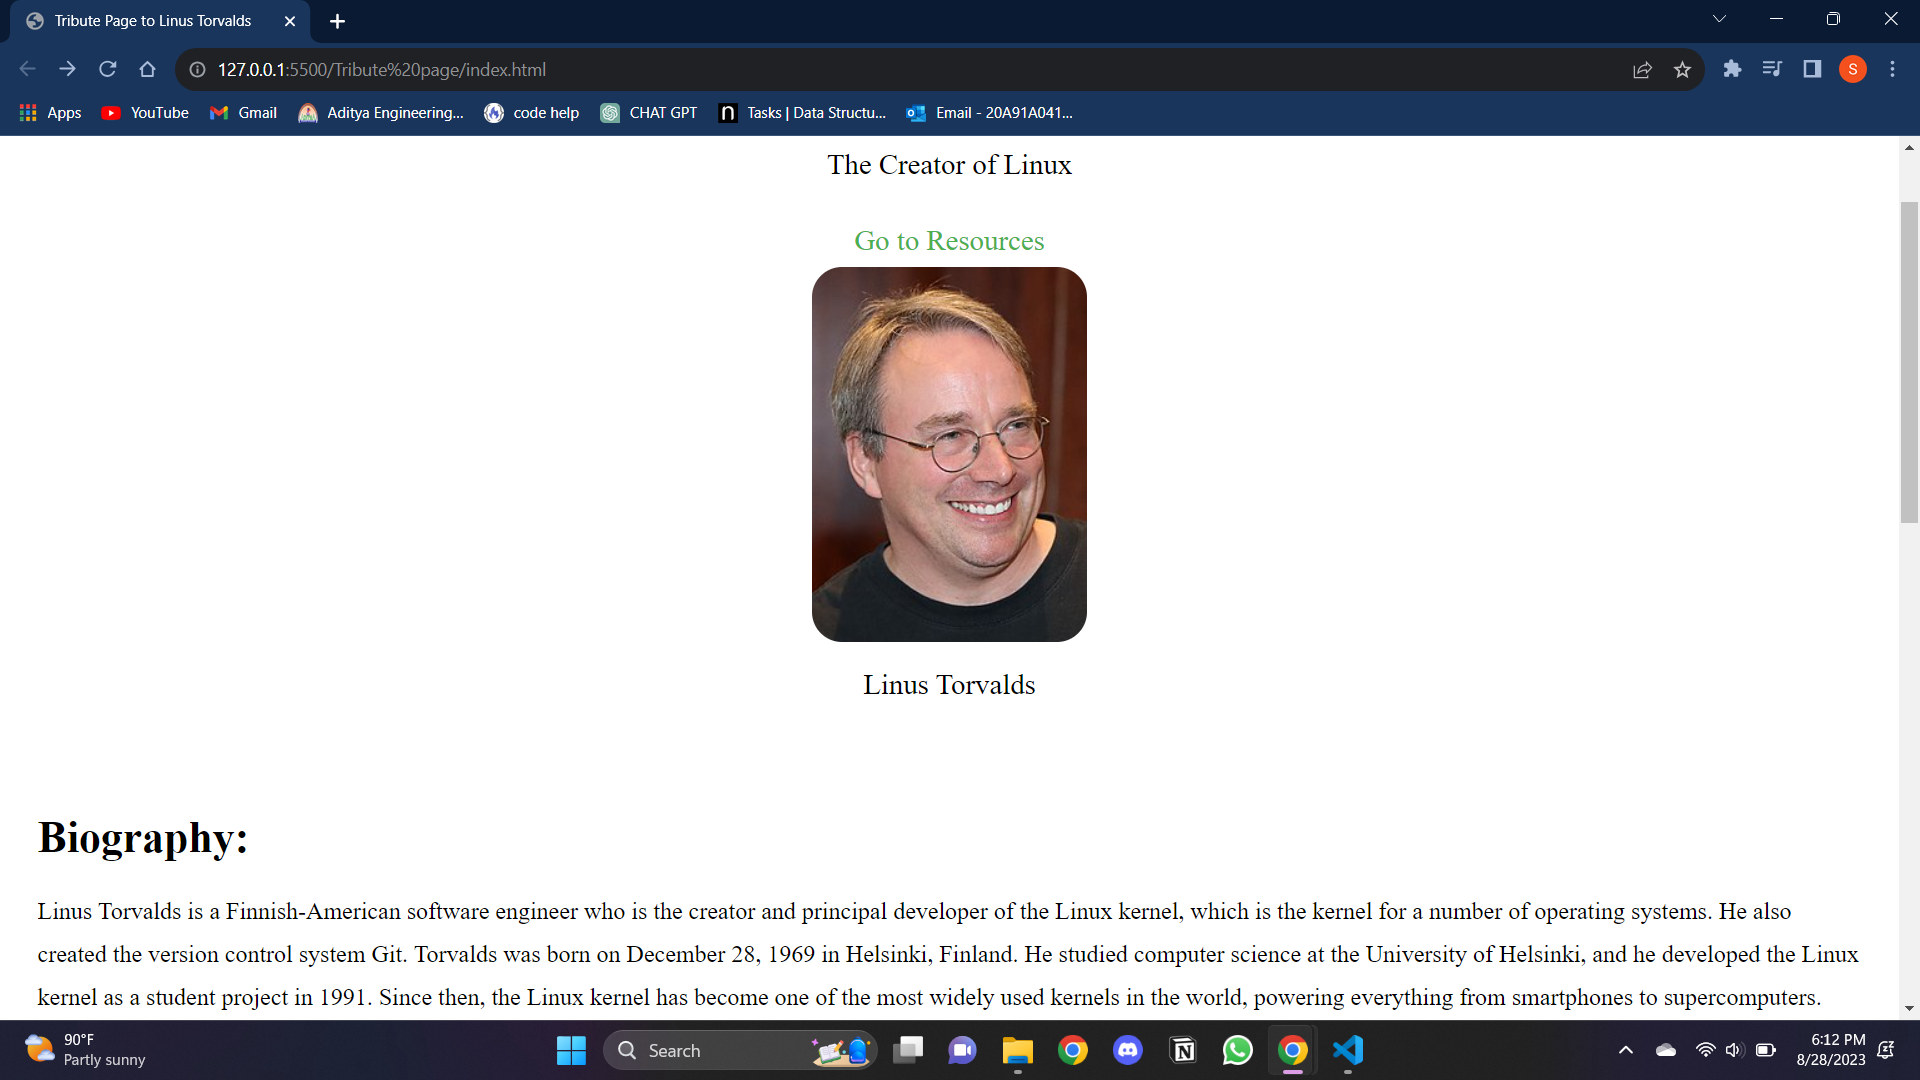 Tribute Page to Linus Torvalds
127.0.0.1:5500/Tribute%20page/index.html
S
Apps
YouTube
Gmail
Aditya Engineering...
code help
CHAT GPT
Tasks | Data Structu...
Email - 20A91A041...
The Creator of Linux
Go to Resources
Linus Torvalds
Biography:
Linus Torvalds is a Finnish-American software engineer who is the creator and principal developer of the Linux kernel, which is the kernel for a number of operating systems. He also
created the version control system Git. Torvalds was born on December 28, 1969 in Helsinki, Finland. He studied computer science at the University of Helsinki, and he developed the Linux
kernel as a student project in 1991. Since then, the Linux kernel has become one of the most widely used kernels in the world, powering everything from smartphones to supercomputers.
90°F
Partly sunny
Search
6:12 PM
8/28/2023